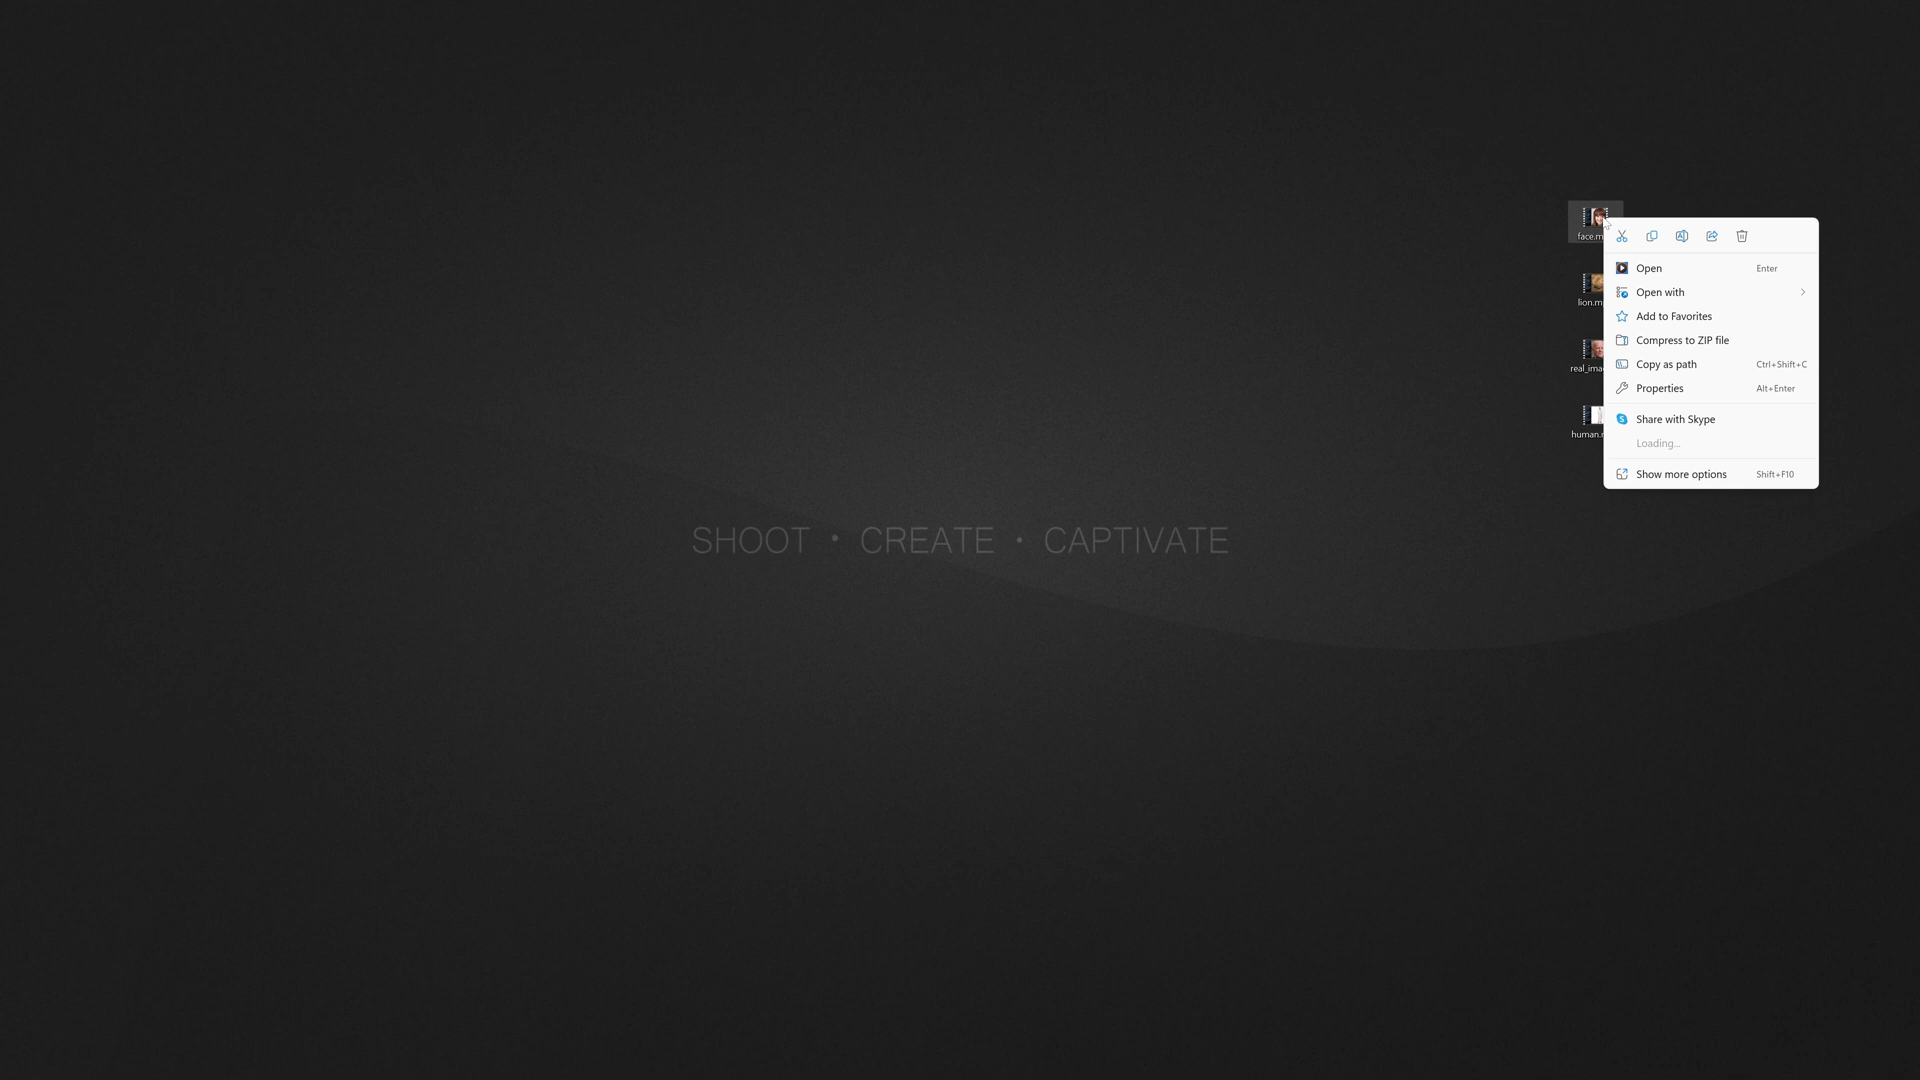 face.m
Open Enter
Open with
lion.m
Add to Favorites
Compress to ZIP file
Copy as path Ctrl+Shift+C
real_ima
Properties Alt+Enter
Share with Skype
human.
Loading...
Show more options Shift+F10
SHOOT • CREATE • CAPTIVATE